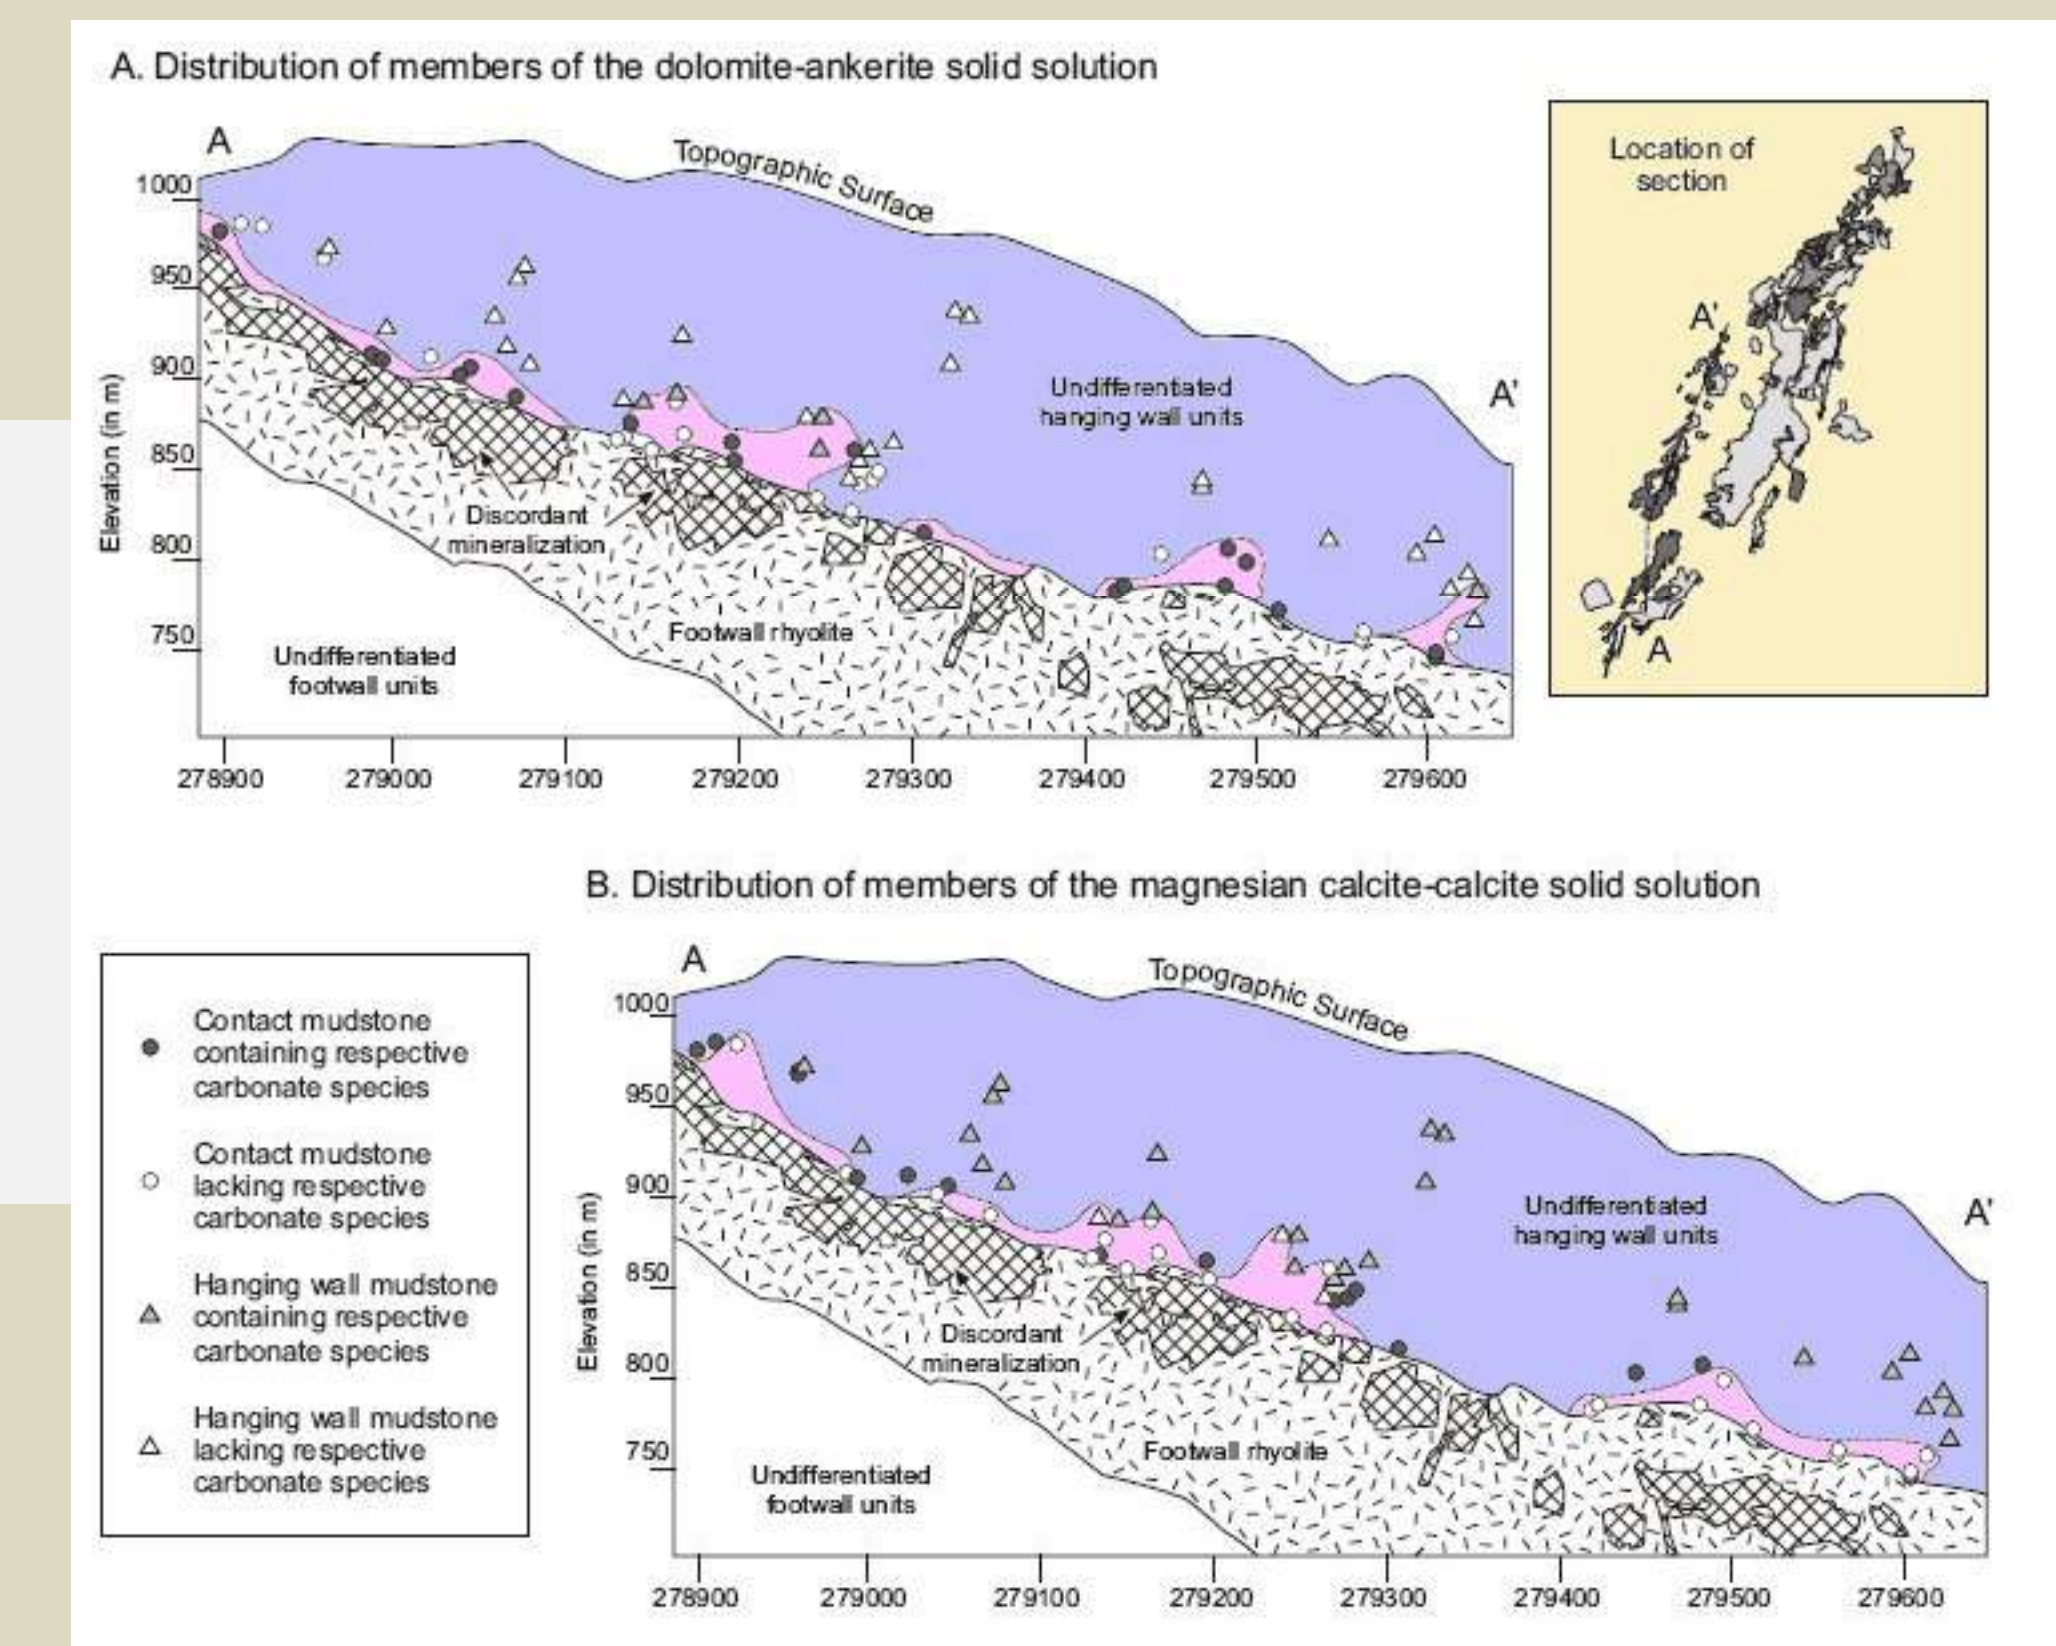 A. Distribution of members of the dolomite-ankerite solid solution
A
Topographic Surface
1000
950
900
850
800
750
Elevation (in m)
Undifferentiated
hanging wall units
A'
Discordant
mineralization
Footwall rhyolite
Undifferentiated
footwall units
278900
279000
279100
279200
279300
279400
279500
279600
Location of
section
A'
A
B. Distribution of members of the magnesian calcite-calcite solid solution
Contact mudstone
containing respective
carbonate species
Contact mudstone
lacking respective
carbonate species
Hanging wall mudstone
containing respective
carbonate species
Hanging wall mudstone
lacking respective
carbonate species
A
Topographic Surface
1000
950
900
850
800
750
Elevation (in m)
Undifferentiated
hanging wall units
A'
Discordant
mineralization
Footwall rhyolite
Undifferentiated
footwall units
278900
279000
279100
279200
279300
279400
279500
279600